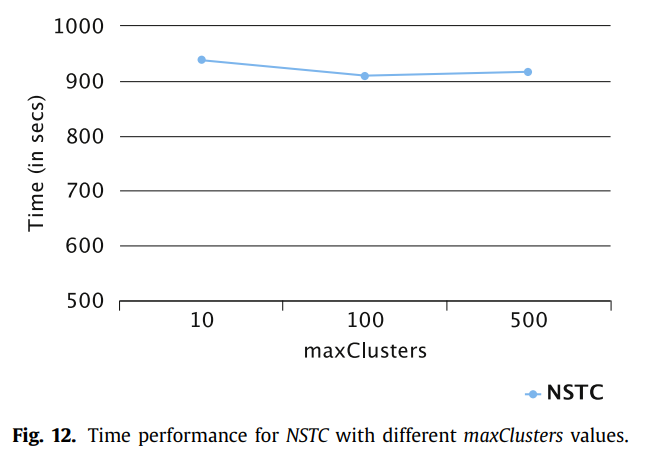 1000
900
800
700
600
500
Time (in secs)
10 100 500
maxClusters
NSTC
Fig. 12. Time performance for NSTC with different maxClusters values.